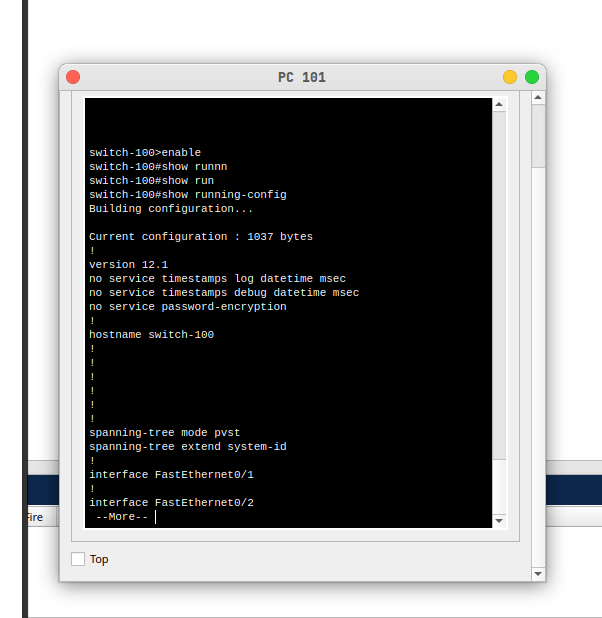 PC 101
switch-100>enable
switch-100#show runnn
switch-100#show run
switch-100#show running-config
Building configuration...
Current configuration : 1037 bytes
!
version 12.1
no service timestamps log datetime msec
no service timestamps debug datetime msec
no service password-encryption
!
hostname switch-100
!
!
!
!
!
!
spanning-tree mode pvst
spanning-tree extend system-id
!
interface FastEthernet0/1
!
interface FastEthernet0/2
--More--
Fire
Top